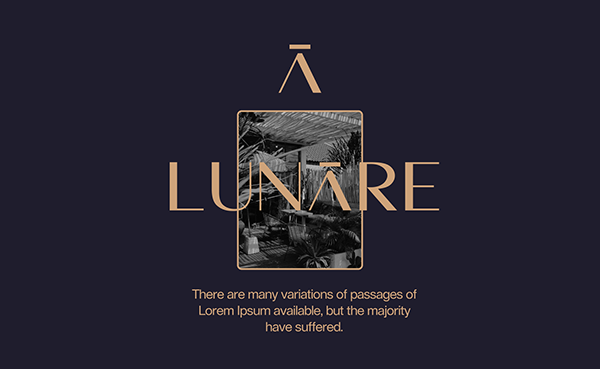 Ā
LUNĀRE
There are many variations of passages of
Lorem Ipsum available, but the majority
have suffered.